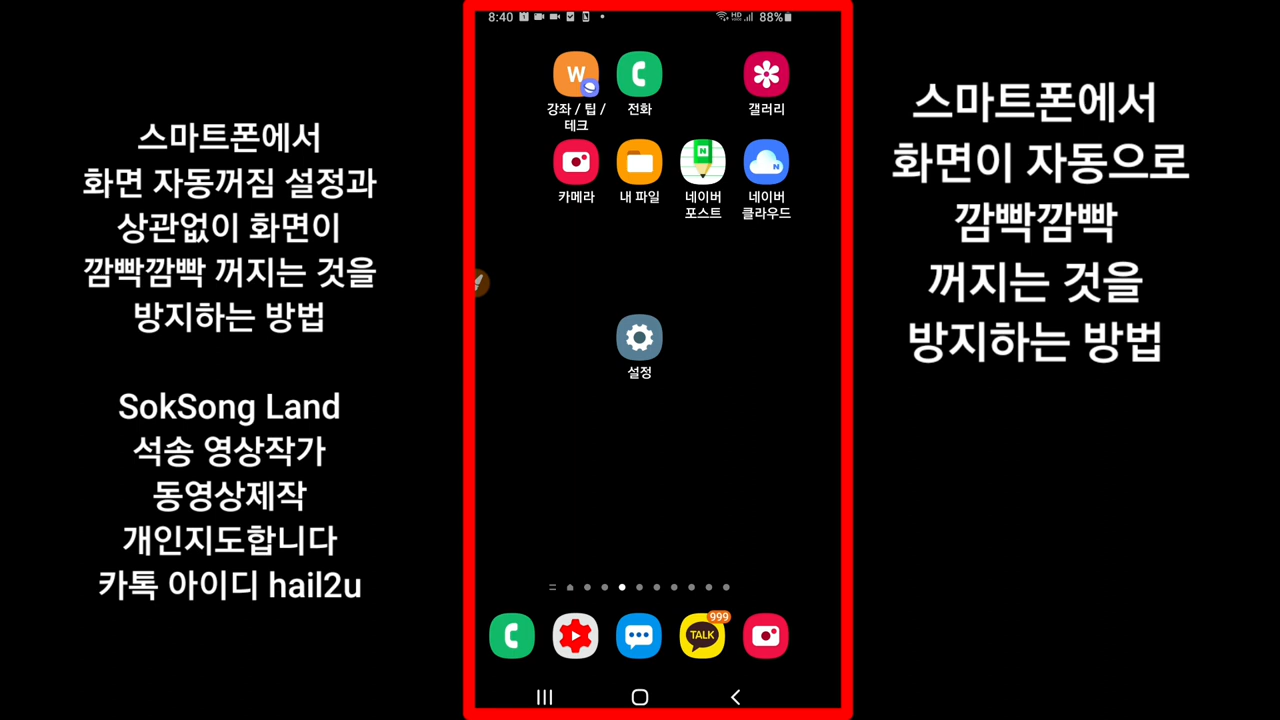 스마트폰에서
화면 자동꺼짐 설정과
상관없이 화면이
깜빡깜빡 꺼지는 것을
방지하는 방법
SokSong Land
석송 영상작가
동영상제작
개인지도합니다
카톡 아이디 hail2u
8:40
HD
88%
W
강좌 / 팁 /
테크
전화
갤러리
카메라
내 파일
N
네이버
포스트
N
네이버
클라우드
설정
TALK
999
스마트폰에서
화면이 자동으로
깜빡깜빡
꺼지는 것을
방지하는 방법